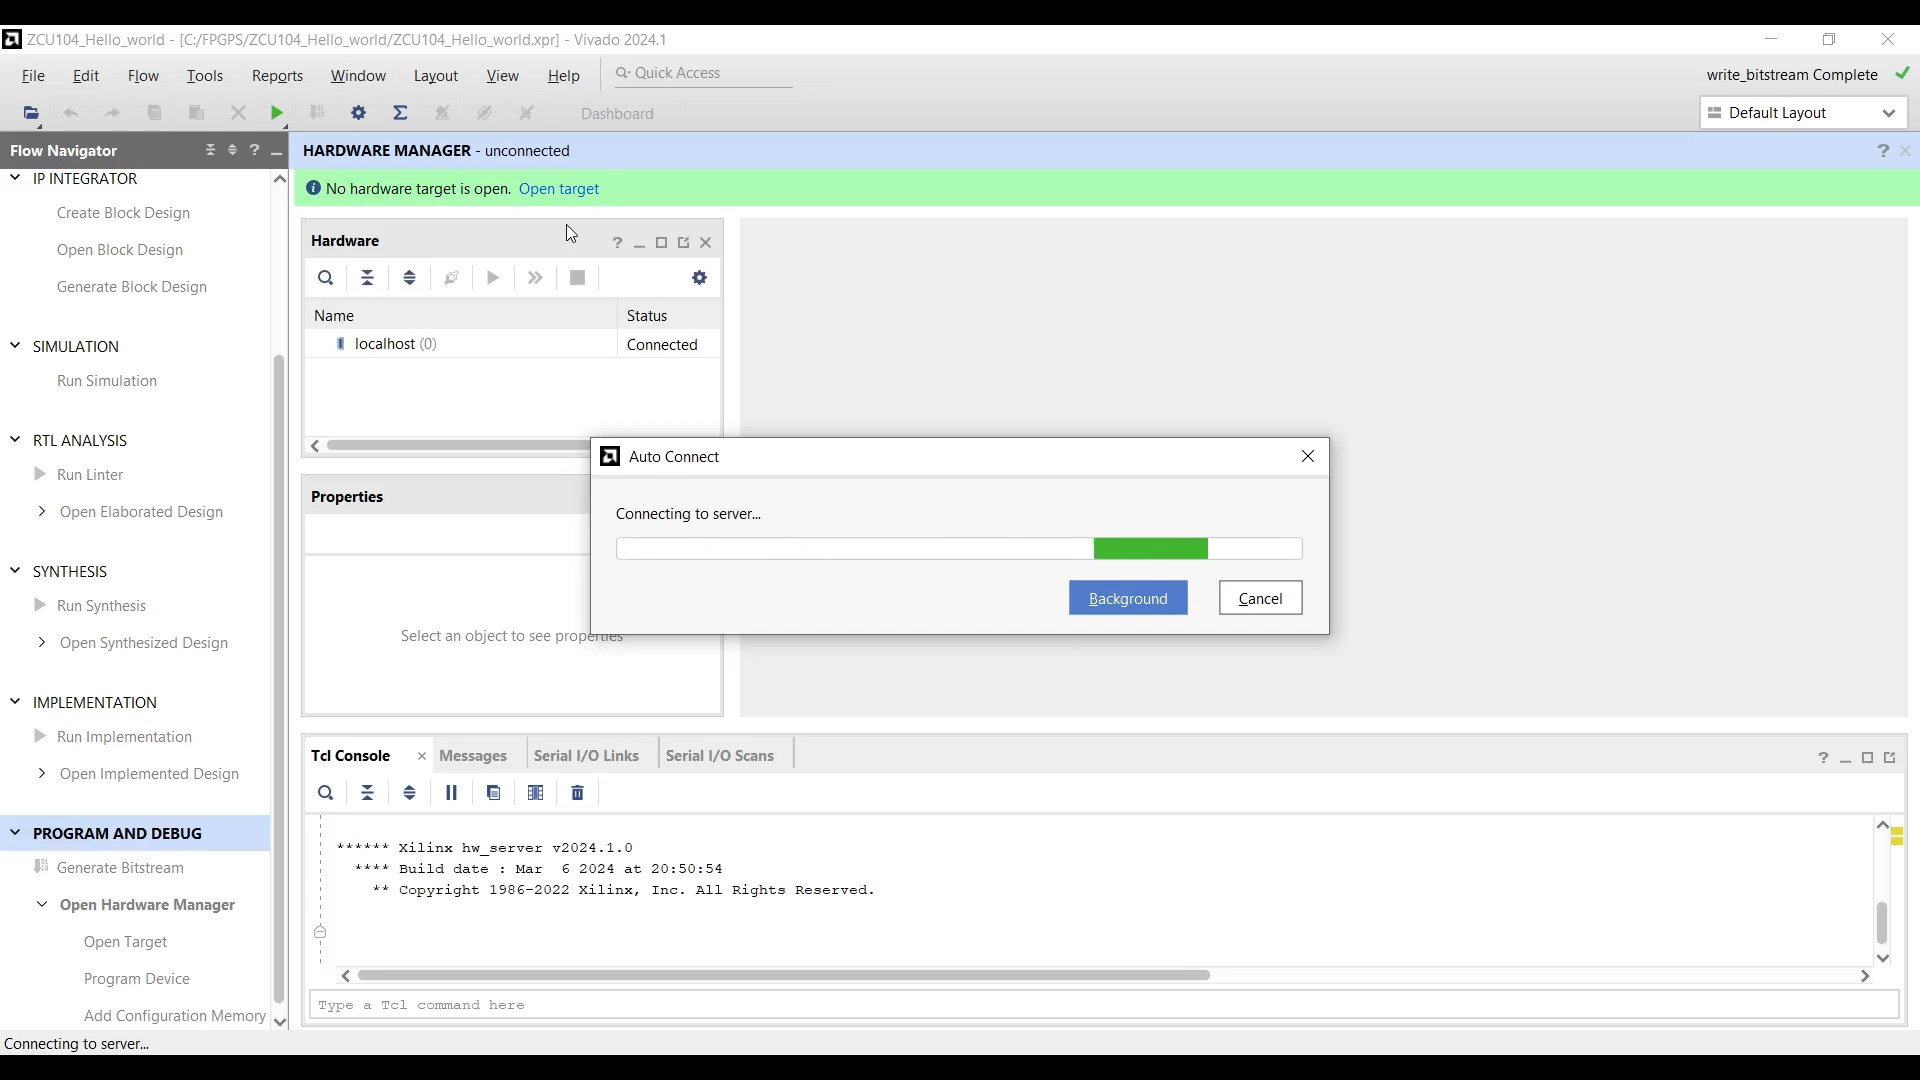 ZCU104_Hello_world - [C:/FPGPS/ZCU104_Hello_world/ZCU104_Hello_world.xpr] - Vivado 2024.1
File Edit Flow Tools Reports Window Layout View Help Quick Access
write_bitstream Complete
Dashboard
Default Layout
Flow Navigator
HARDWARE MANAGER - unconnected
No hardware target is open. Open target
IP INTEGRATOR
Create Block Design
Open Block Design
Generate Block Design
SIMULATION
Run Simulation
RTL ANALYSIS
Run Linter
Open Elaborated Design
SYNTHESIS
Run Synthesis
Open Synthesized Design
IMPLEMENTATION
Run Implementation
Open Implemented Design
PROGRAM AND DEBUG
Generate Bitstream
Open Hardware Manager
Open Target
Program Device
Add Configuration Memory
Hardware
Name Status
localhost (0) Connected
Properties
Select an object to see properties
Auto Connect
Connecting to server...
Background Cancel
Tcl Console Messages Serial I/O Links Serial I/O Scans
****** Xilinx hw_server v2024.1.0
**** Build date : Mar  6 2024 at 20:50:54
** Copyright 1986-2022 Xilinx, Inc. All Rights Reserved.
Type a Tcl command here
Connecting to server...